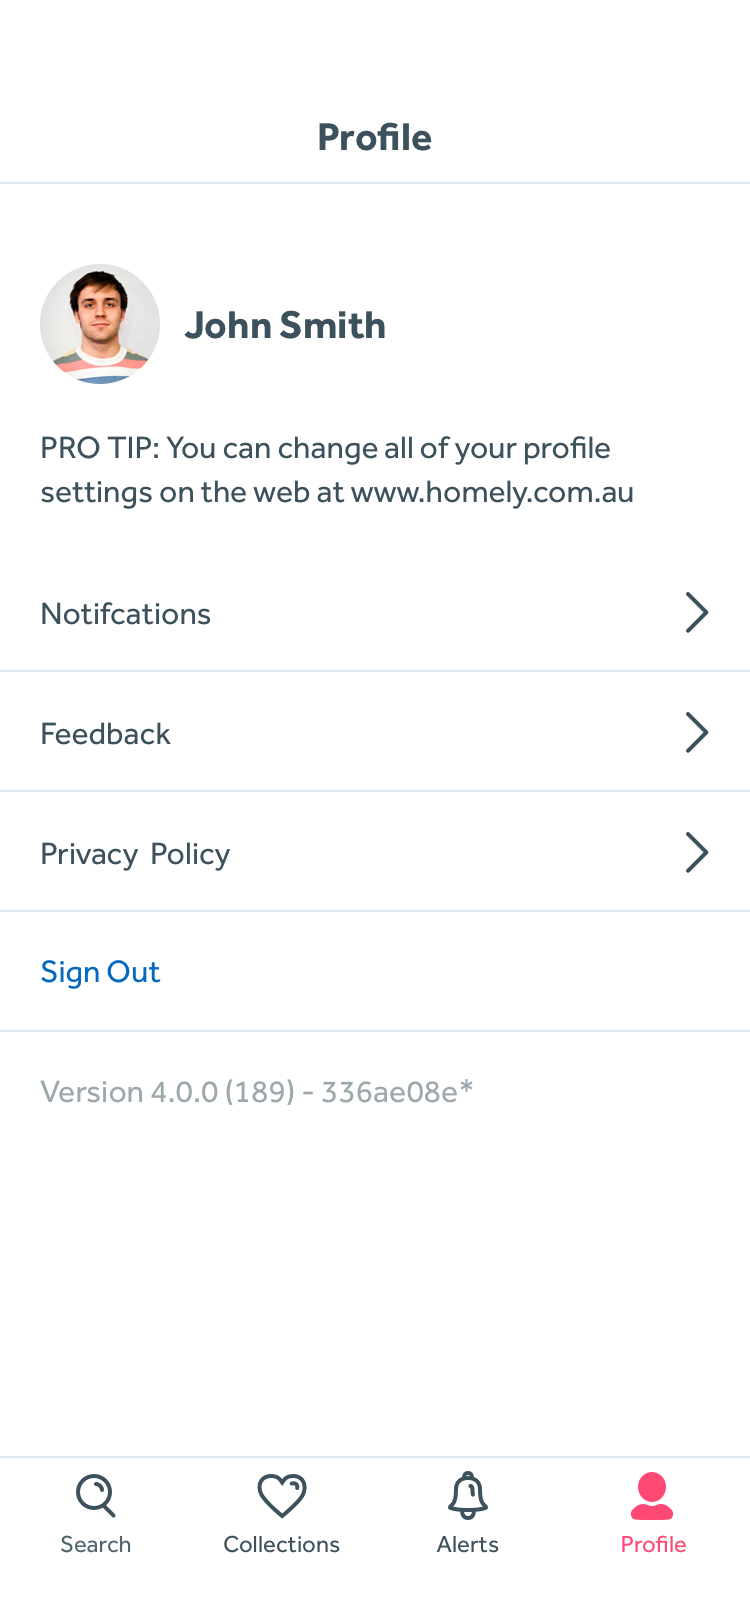 Profile
John Smith
PRO TIP: You can change all of your profile
settings on the web at www.homely.com.au
Notifcations
Feedback
Privacy Policy
Sign Out
Version 4.0.0 (189) - 336ae08e*
Search
Collections
Alerts
Profile